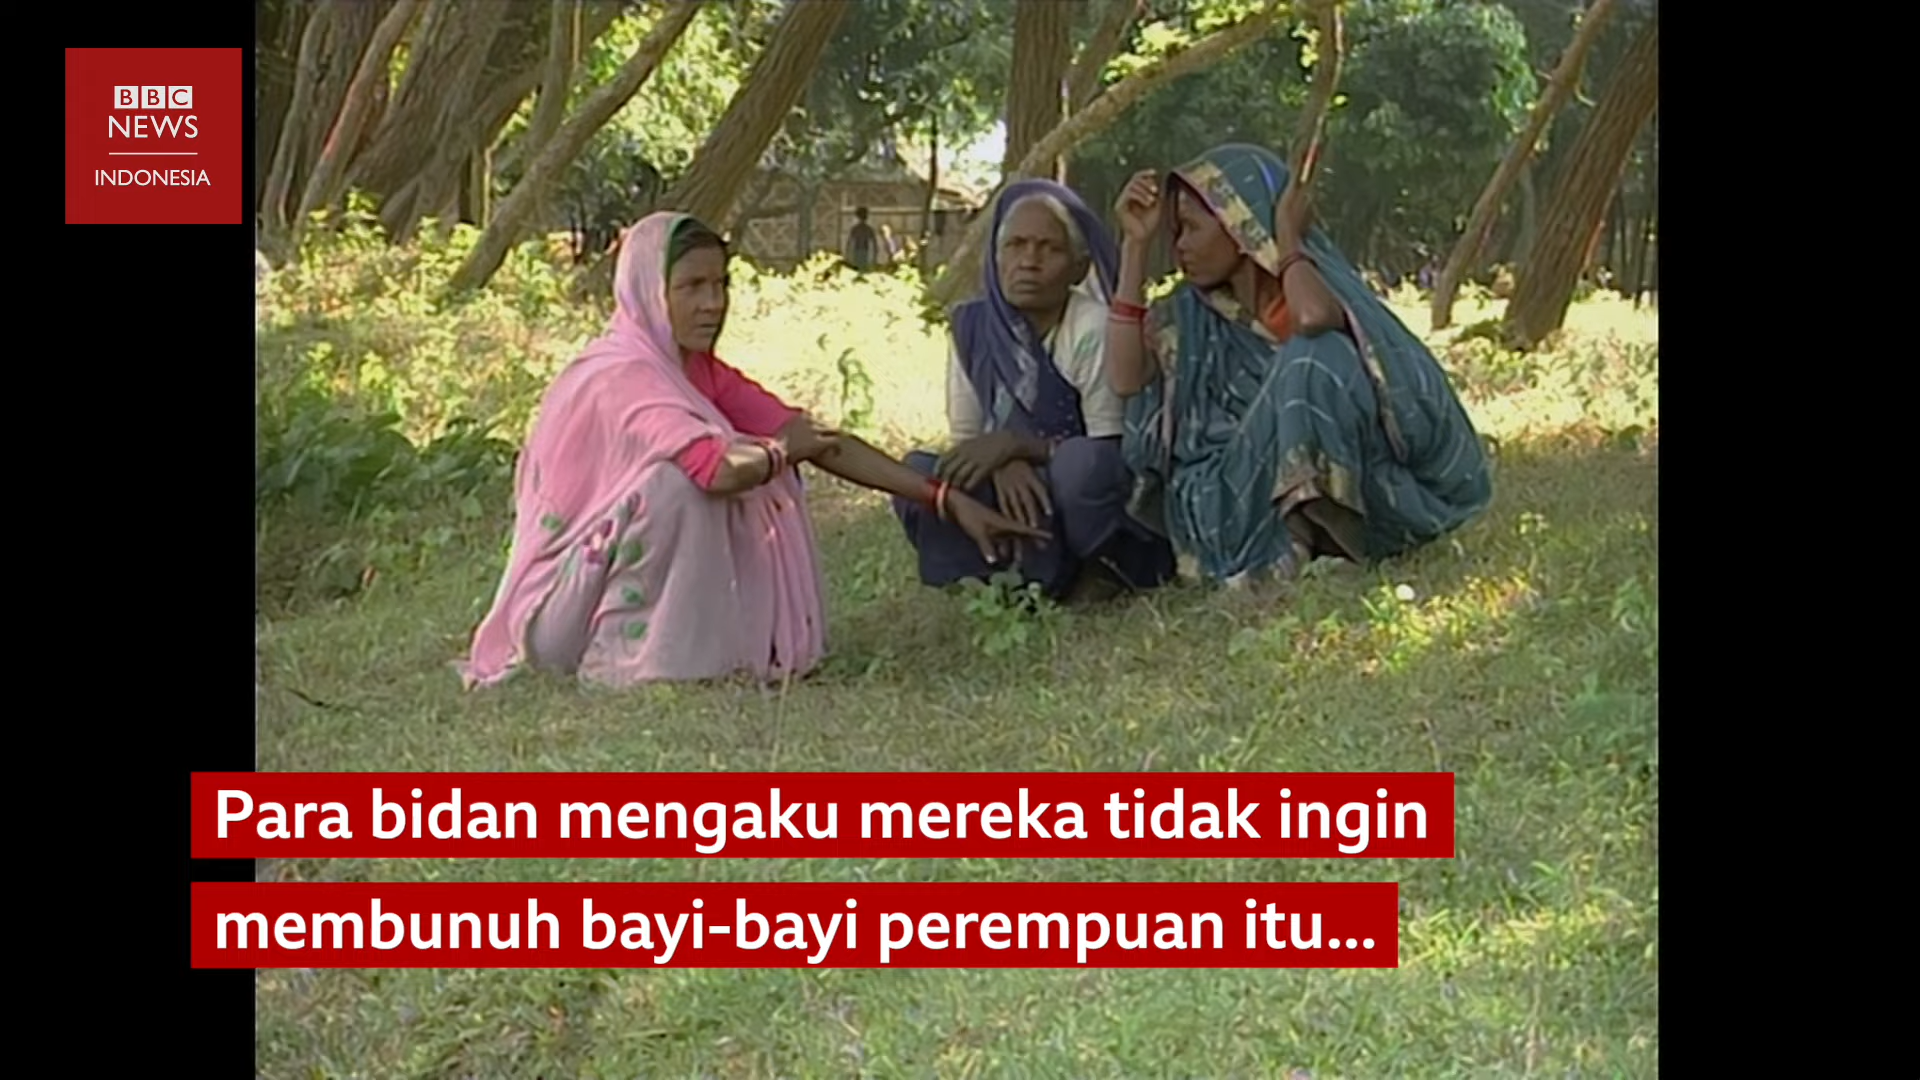 BBC
NEWS
INDONESIA
Para bidan mengaku mereka tidak ingin
membunuh bayi-bayi perempuan itu...